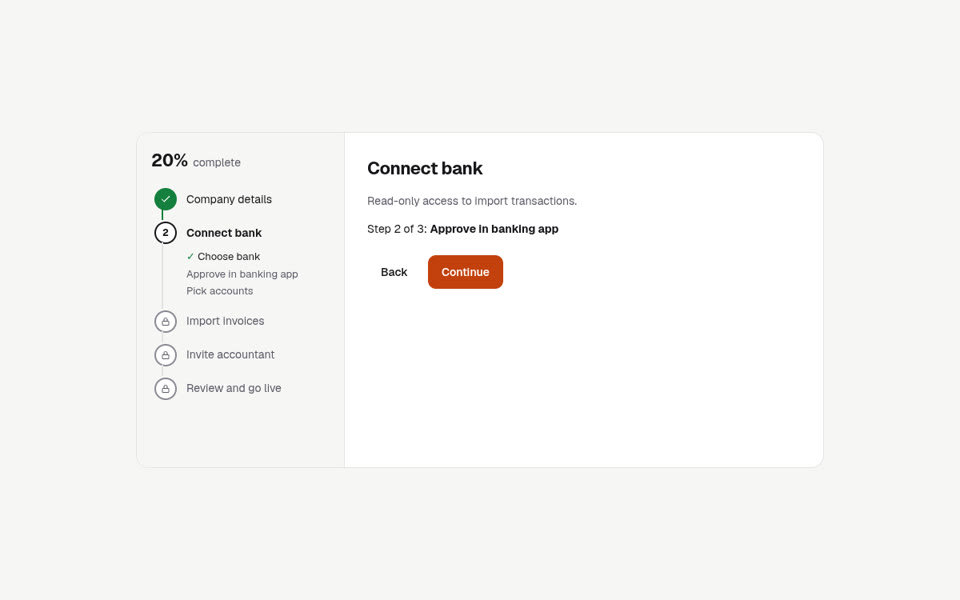 20% complete
Company details
2 Connect bank
✓ Choose bank
Approve in banking app
Pick accounts
Import invoices
Invite accountant
Review and go live
Connect bank
Read-only access to import transactions.
Step 2 of 3: Approve in banking app
Back Continue